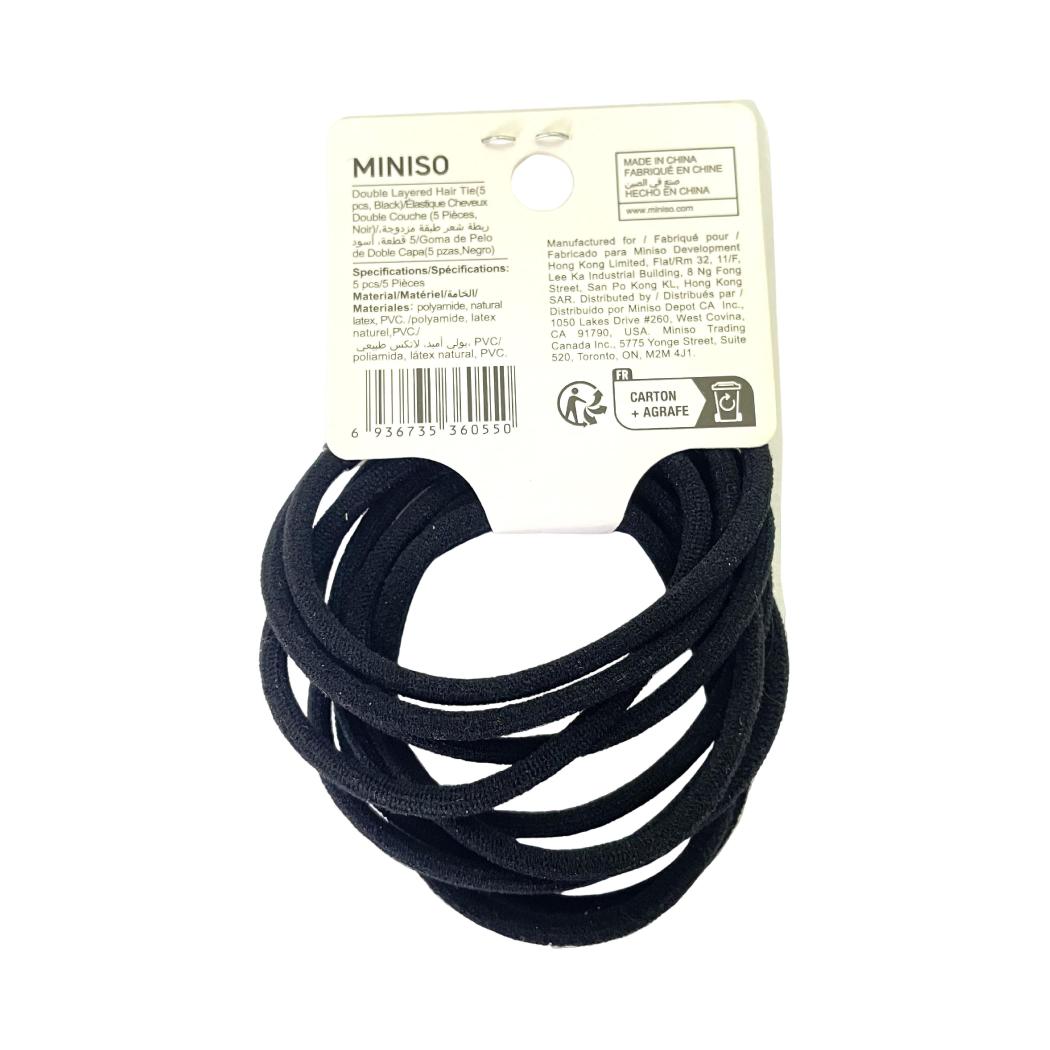 MINISO
Double Layered Hair Tie(5
pcs, Black)/Élastique Cheveux
Double Couche (5 Pièces,
Noir)/ربطة شعر طبقة مزدوجة،
5 قطعة، أسود/Goma de Pelo
de Doble Capa(5 pzas,Negro)
Specifications/Spécifications:
5 pcs/5 Pièces
Material/Matériel/الخامة/
Materiales: polyamide, natural
latex, PVC. /polyamide, latex
naturel,PVC/
بولي أميد، لاتكس طبيعي، PVC/
poliamida, látex natural, PVC.
6 936735 360550
MADE IN CHINA
FABRIQUÉ EN CHINE
صنع في الصين
HECHO EN CHINA
www.miniso.com
Manufactured for / Fabriqué pour /
Fabricado para Miniso Development
Hong Kong Limited, Flat/Rm 32, 11/F,
Lee Ka Industrial Building, 8 Ng Fong
Street, San Po Kong KL, Hong Kong
SAR. Distributed by / Distribués par /
Distribuido por Miniso Depot CA Inc.,
1050 Lakes Drive #260, West Covina,
CA 91790, USA. Miniso Trading
Canada Inc., 5775 Yonge Street, Suite
520, Toronto, ON, M2M 4J1.
FR
CARTON
+ AGRAFE